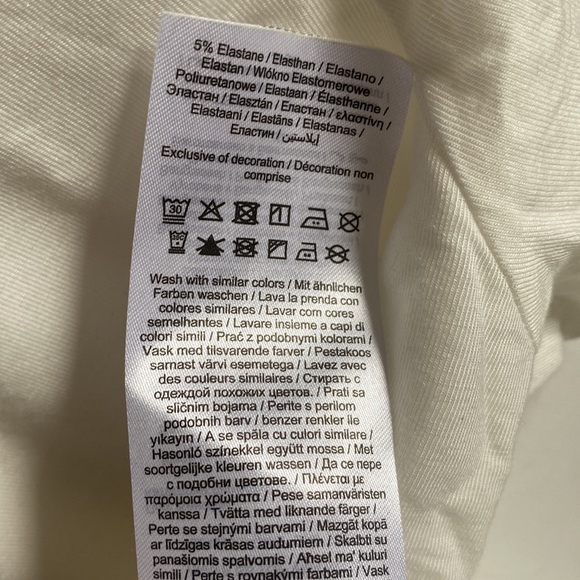 5% Elastane / Elasthan / Elastano /
Elastan / Włókno Elastomerowe /
Poliuretanowe / Elastaan / Élasthanne /
Эластан / Elasztán / Еластан / ελαστίνη /
Elastaani / Elastāns / Elastanas /
Еластин / إيلاستين
Exclusive of decoration / Décoration non
comprise
30
Wash with similar colors / Mit ähnlichen
Farben waschen / Lava la prenda con
colores similares / Lavar com cores
semelhantes / Lavare insieme a capi di
colori simili / Prać z podobnymi kolorami /
Vask med tilsvarende farver / Pestakoos
sarnast värvi esemetega / Lavez avec
des couleurs similaires / Стирать с
одеждой похожих цветов. / Prati sa
sličnim bojama / Perite s perilom
podobnih barv / benzer renkler ile
yıkayın / A se spăla cu culori similare /
Hasonló színekkel együtt mossa / Met
soortgelijke kleuren wassen / Да се пере
с подобни цветове. / Πλένεται με
παρόμοια χρώματα / Pese samanväristen
kanssa / Tvätta med liknande färger /
Perte se stejnými barvami / Mazgāt kopā
ar līdzīgas krāsas audumiem / Skalbti su
panašiomis spalvomis / Aħsel ma' kuluri
simili / Perte s rovnakými farbami / Vask